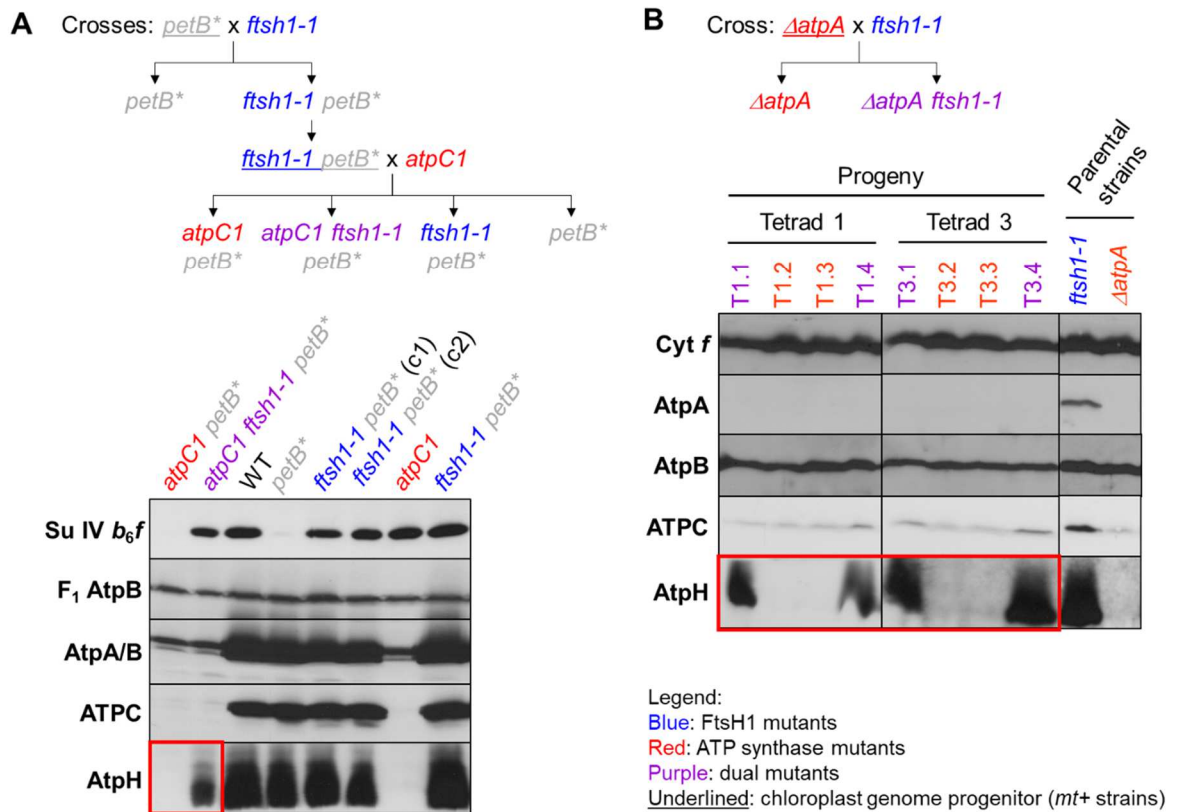 A
Crosses: petB* x ftsh1-1
petB*
ftsh1-1 petB*
ftsh1-1 petB* x atpC1
atpC1 atpC1 ftsh1-1 ftsh1-1 petB*
petB* petB* petB*
atpC1 petB*
atpC1 ftsh1-1 petB*
WT
petB*
ftsh1-1 petB* (c1)
ftsh1-1 petB* (c2)
atpC1
ftsh1-1 petB*
Su IV b₆f
F₁ AtpB
AtpA/B
ATPC
AtpH
B
Cross: ΔatpA x ftsh1-1
ΔatpA ΔatpA ftsh1-1
Progeny
Parental strains
Tetrad 1 Tetrad 3
T1.1
T1.2
T1.3
T1.4
T3.1
T3.2
T3.3
T3.4
ftsh1-1
ΔatpA
Cyt f
AtpA
AtpB
ATPC
AtpH
Legend:
Blue: FtsH1 mutants
Red: ATP synthase mutants
Purple: dual mutants
Underlined: chloroplast genome progenitor (mt+ strains)